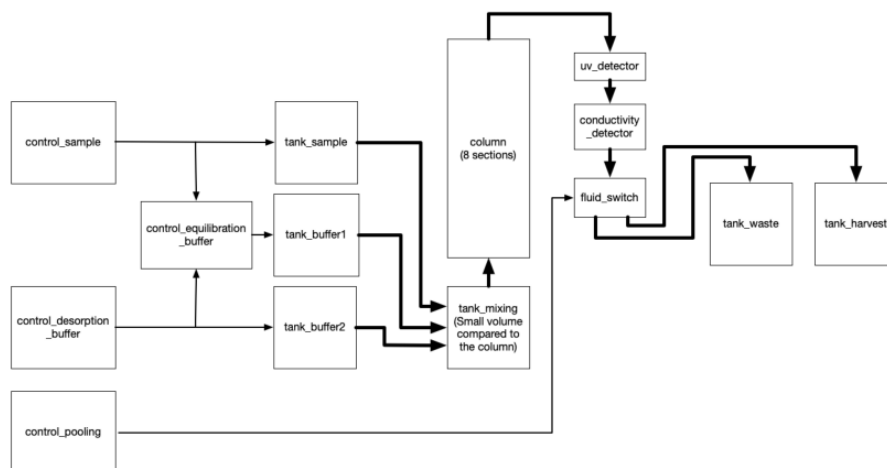 uv_detector
control_sample
tank_sample
column
(8 sections)
conductivity
_detector
fluid_switch
tank_waste
tank_harvest
control_equilibration
_buffer
tank_buffer1
control_desorption
_buffer
tank_buffer2
tank_mixing
(Small volume
compared to
the column)
control_pooling